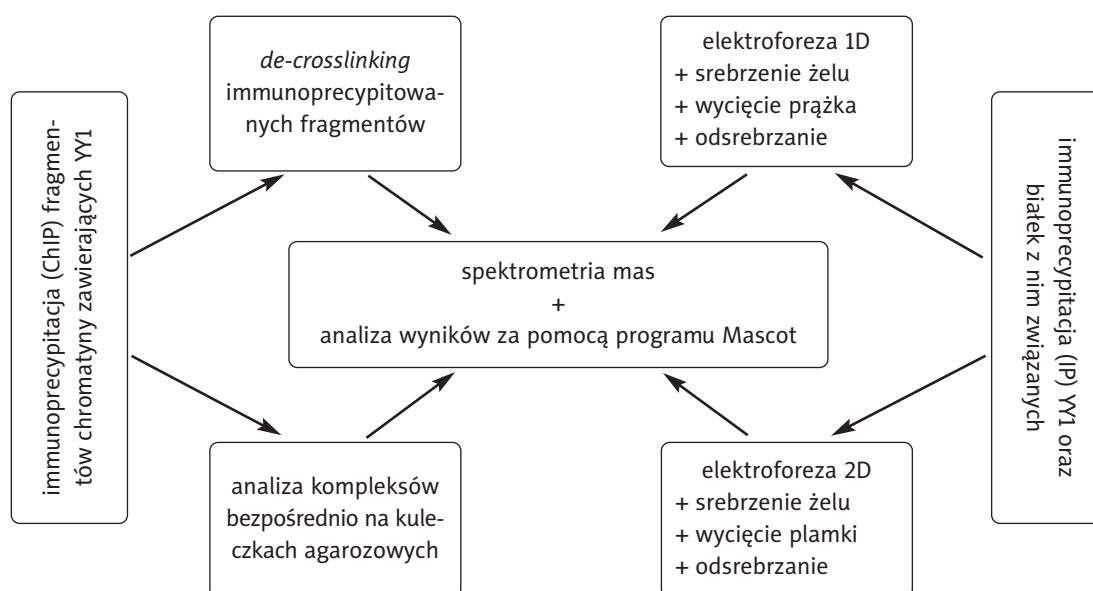 immunoprecypitacja (ChIP) fragmen-
tów chromatyny zawierających YY1
de-crosslinking
immunoprecypitowa-
nych fragmentów
elektroforeza 1D
+ srebrzenie żelu
+ wycięcie prążka
+ odsrebrzanie
spektrometria mas
+
analiza wyników za pomocą programu Mascot
analiza kompleksów
bezpośrednio na kule-
czkach agarozowych
elektroforeza 2D
+ srebrzenie żelu
+ wycięcie plamki
+ odsrebrzanie
immunoprecypitacja (IP) YY1 oraz
białek z nim związanych